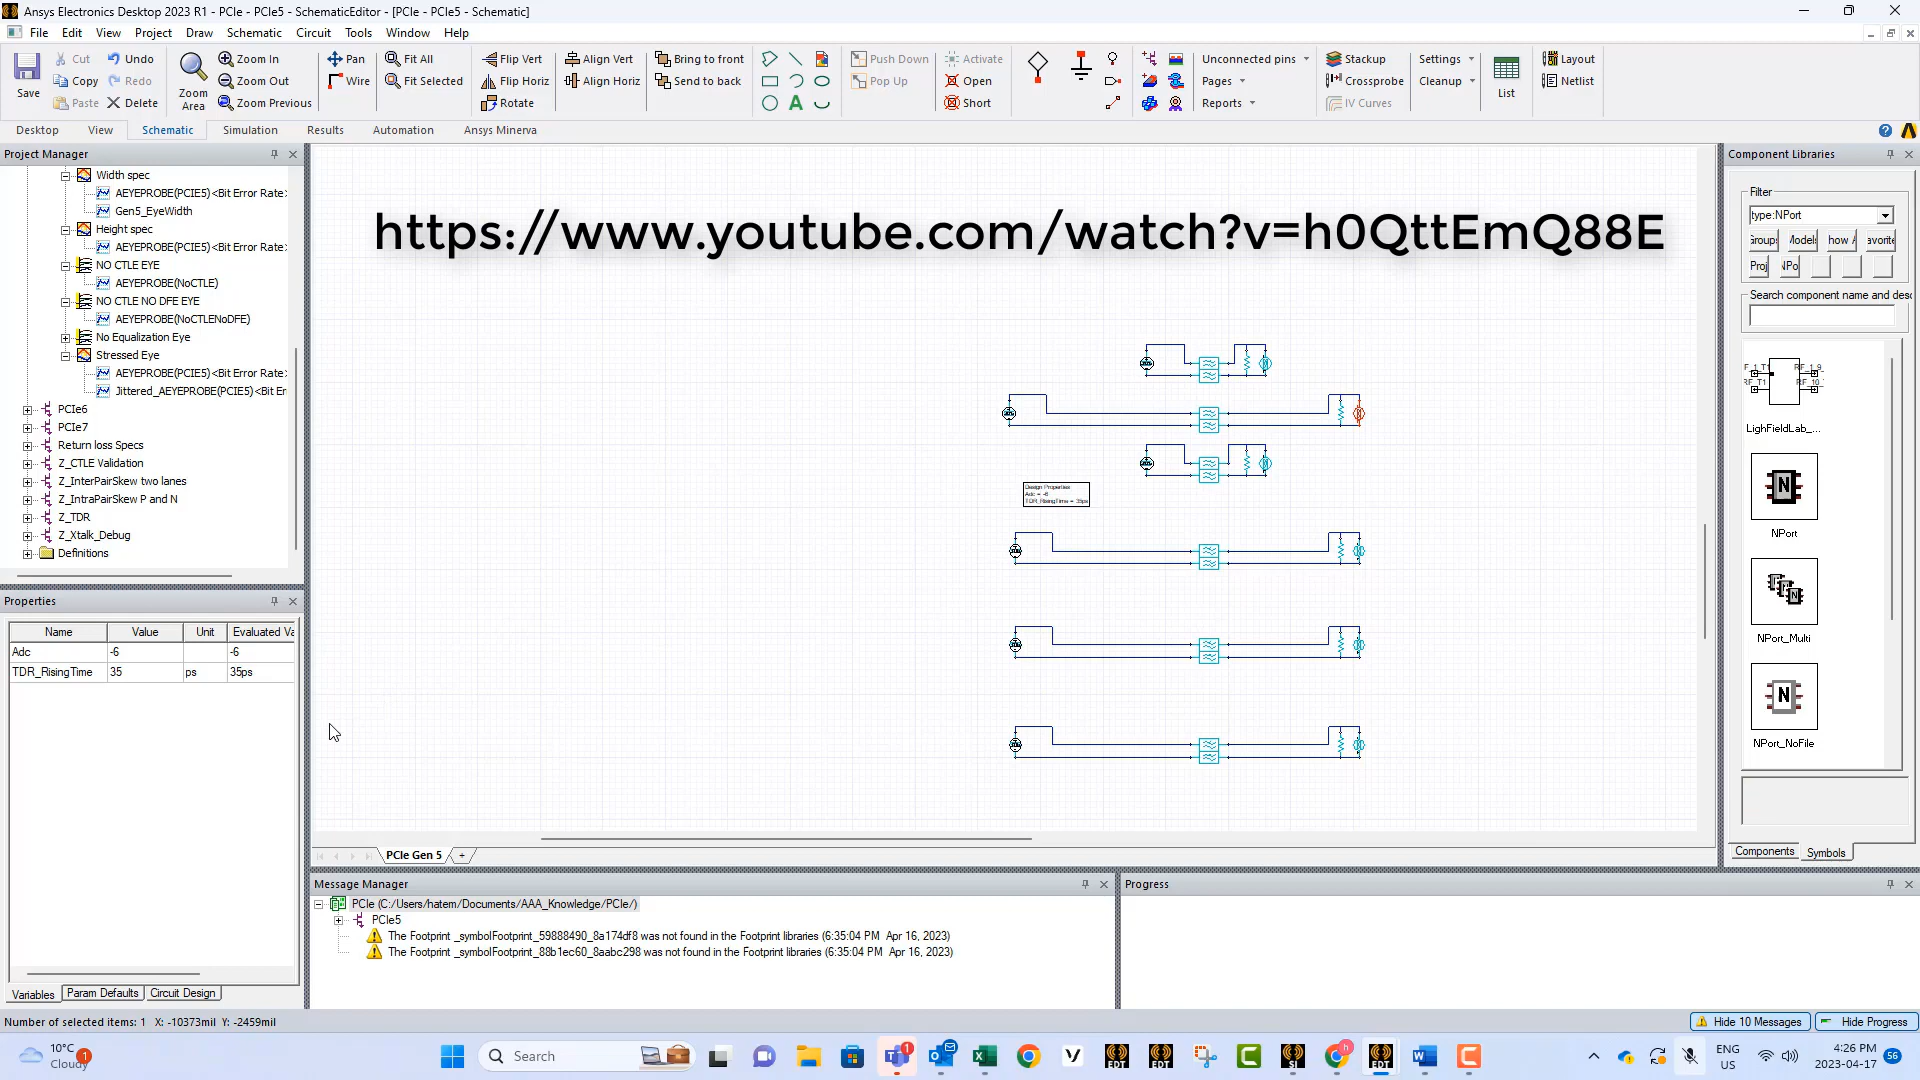 Ansys Electronics Desktop 2023 R1 - PCIe - PCIe5 - SchematicEditor - [PCIe - PCIe5 - Schematic]
File Edit View Project Draw Schematic Circuit Tools Window Help
Save
Cut Copy Paste
Undo Redo Delete
Zoom Area
Zoom In Zoom Out Zoom Previous
Pan Wire
Fit All Fit Selected
Flip Vert Flip Horiz Rotate
Align Vert Align Horiz
Bring to front Send to back
Push Down Pop Up
Activate Open Short
Unconnected pins Pages Reports
Stackup Crossprobe IV Curves
Settings Cleanup
List
Layout Netlist
Desktop View Schematic Simulation Results Automation Ansys Minerva
Project Manager
Width spec
AEYEPROBE(PCIE5)<Bit Error Rate>
Gen5_EyeWidth
Height spec
AEYEPROBE(PCIE5)<Bit Error Rate>
NO CTLE EYE
AEYEPROBE(NoCTLE)
NO CTLE NO DFE EYE
AEYEPROBE(NoCTLENoDFE)
No Equalization Eye
Stressed Eye
AEYEPROBE(PCIE5)<Bit Error Rate>
Jittered_AEYEPROBE(PCIE5)<Bit Er
PCIe6
PCIe7
Return loss Specs
Z_CTLE Validation
Z_InterPairSkew two lanes
Z_IntraPairSkew P and N
Z_TDR
Z_Xtalk_Debug
Definitions
Properties
Name Value Unit Evaluated Va
Adc -6 -6
TDR_RisingTime 35 ps 35ps
Variables Param Defaults Circuit Design
https://www.youtube.com/watch?v=h0QttEmQ88E
Design Properties
Adc = -6
TDR_RisingTime = 35ps
PCIe Gen 5 +
Message Manager
PCIe (C:/Users/hatem/Documents/AAA_Knowledge/PCIe/)
PCIe5
The Footprint _symbolFootprint_59888490_8a174df8 was not found in the Footprint libraries (6:35:04 PM Apr 16, 2023)
The Footprint _symbolFootprint_88b1ec60_8aabc298 was not found in the Footprint libraries (6:35:04 PM Apr 16, 2023)
Progress
Component Libraries
Filter
type:NPort
Search component name and desc
LighFieldLab_...
N
NPort
N
NPort_Multi
N
NPort_NoFile
Components Symbols
Number of selected items: 1 X: -10373mil Y: -2459mil
Hide 10 Messages Hide Progress
10°C
Cloudy
1
Search
EDT EDT SI EDT
ENG
US
4:26 PM
2023-04-17
56